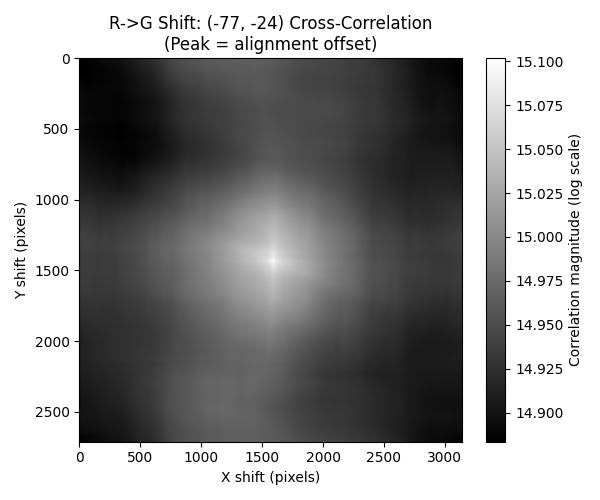 R->G Shift: (-77, -24) Cross-Correlation
(Peak = alignment offset)
0
500
1000
1500
2000
2500
Y shift (pixels)
0 500 1000 1500 2000 2500 3000
X shift (pixels)
15.100
15.075
15.050
15.025
15.000
14.975
14.950
14.925
14.900
Correlation magnitude (log scale)